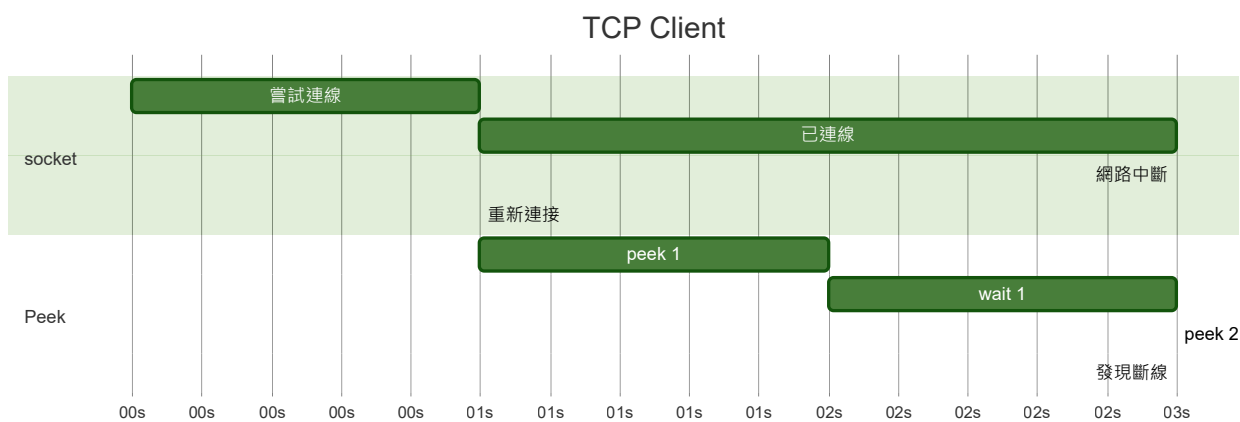 TCP Client
嘗試連線
已連線
socket
網路中斷
重新連接
peek 1
wait 1
Peek
peek 2
發現斷線
00s 00s 00s 00s 00s 01s 01s 01s 01s 01s 02s 02s 02s 02s 02s 03s